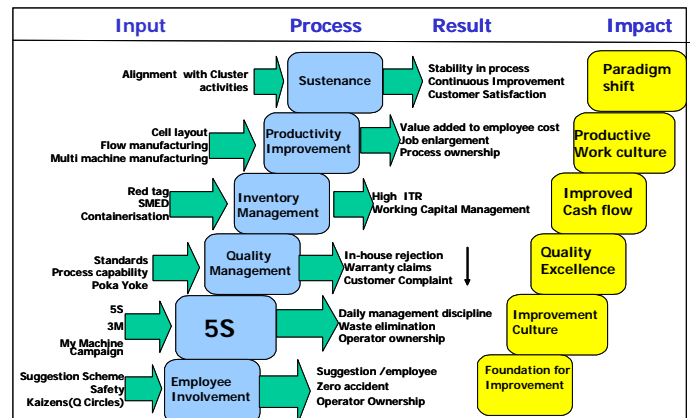 Input Process Result Impact
Alignment with Cluster
activities
Sustenance
Stability in process
Continuous Improvement
Customer Satisfaction
Paradigm
shift
Cell layout
Flow manufacturing
Multi machine manufacturing
Productivity
Improvement
Value added to employee cost
Job enlargement
Process ownership
Productive
Work culture
Red tag
SMED
Containerisation
Inventory
Management
High ITR
Working Capital Management
Improved
Cash flow
Standards
Process capability
Poka Yoke
Quality
Management
In-house rejection
Warranty claims
Customer Complaint
Quality
Excellence
5S
3M
My Machine
Campaign
5S
Daily management discipline
Waste elimination
Operator ownership
Improvement
Culture
Suggestion Scheme
Safety
Kaizens(Q Circles)
Employee
Involvement
Suggestion /employee
Zero accident
Operator Ownership
Foundation for
Improvement